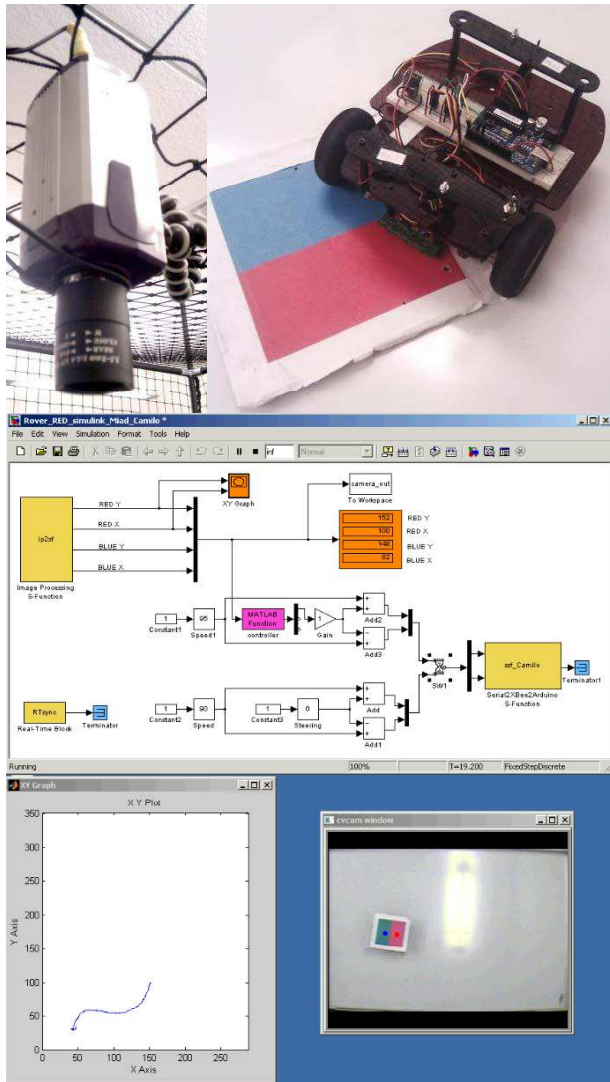 Rover_RED_simulink_Miad_Camilo *
File Edit View Simulation Format Tools Help
inf Normal
RED Y
RED X
BLUE Y
BLUE X
ip2sf
Image Processing
S-Function
XY Graph
camera_out
To Workspace
152 RED Y
100 RED X
148 BLUE Y
82 BLUE X
1
Constant1
95
Speed1
MATLAB
Function
controller
1
Gain
Add2
Add3
SW1
srt_Camilo
Serial2XBee2Arduino
S-Function
Terminator1
RTsync
Real-Time Block
Terminator
1
Constant2
90
Speed
1
Constant3
0
Steering
Add
Add1
Running 100% T=19.200 FixedStepDiscrete
XY Graph
X Y Plot
350
300
250
200
150
100
50
0
0 50 100 150 200 250
X Axis
Y Axis
cvcam window